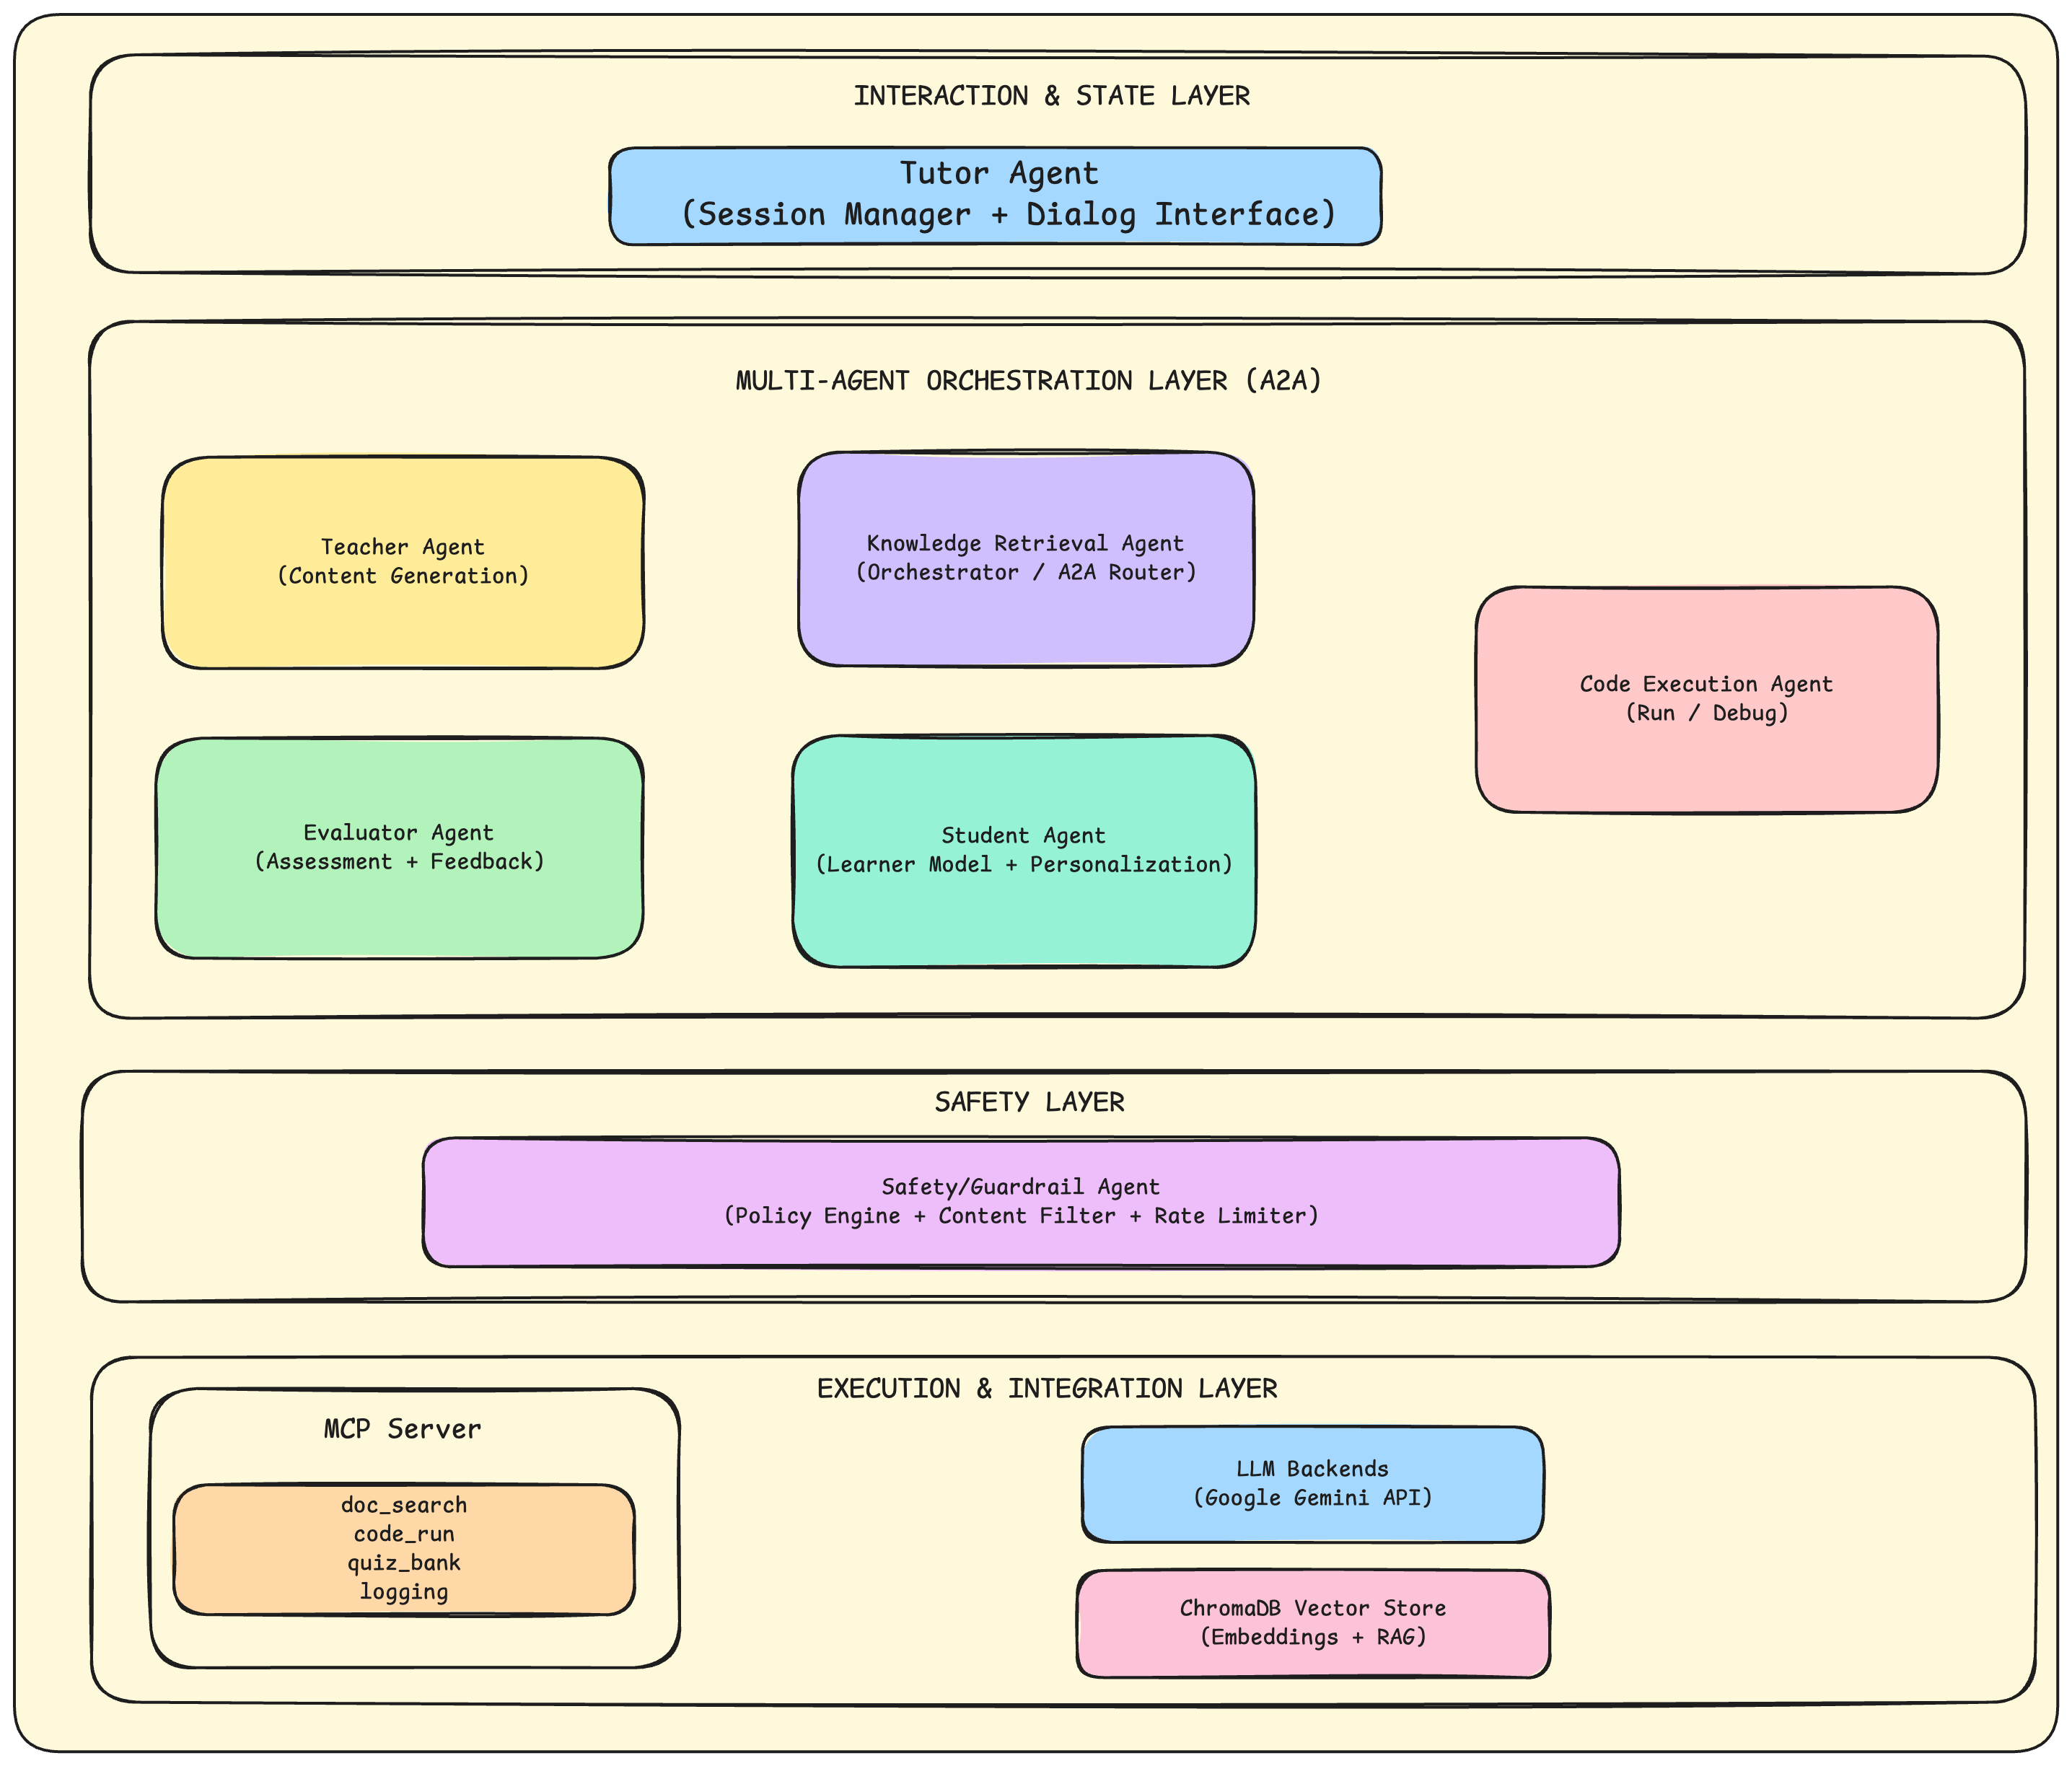 INTERACTION & STATE LAYER
Tutor Agent
(Session Manager + Dialog Interface)
MULTI-AGENT ORCHESTRATION LAYER (A2A)
Teacher Agent
(Content Generation)
Knowledge Retrieval Agent
(Orchestrator / A2A Router)
Code Execution Agent
(Run / Debug)
Evaluator Agent
(Assessment + Feedback)
Student Agent
(Learner Model + Personalization)
SAFETY LAYER
Safety/Guardrail Agent
(Policy Engine + Content Filter + Rate Limiter)
EXECUTION & INTEGRATION LAYER
MCP Server
doc_search
code_run
quiz_bank
logging
LLM Backends
(Google Gemini API)
ChromaDB Vector Store
(Embeddings + RAG)